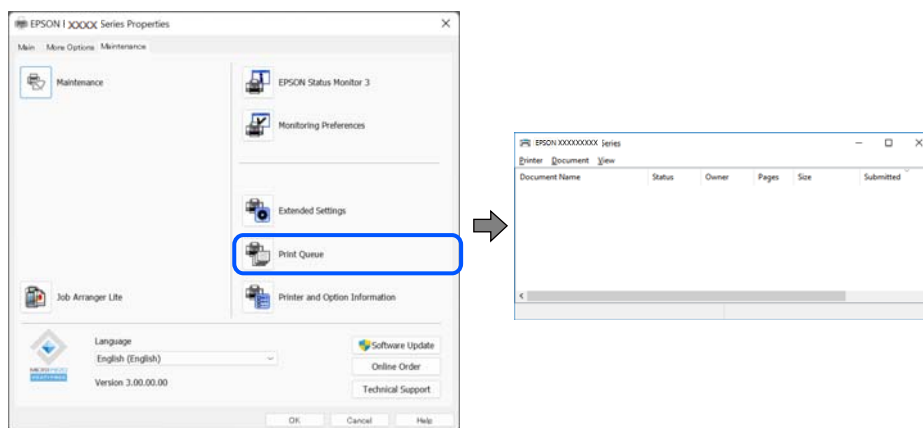 EPSON I XXXX Series Properties
Main More Options Maintenance
Maintenance
EPSON Status Monitor 3
Monitoring Preferences
Extended Settings
Print Queue
Job Arranger Lite
Printer and Option Information
Language
English (English)
Version 3.00.00.00
Software Update
Online Order
Technical Support
OK Cancel Help
EPSON XXXXXXXXX Series
Printer Document View
Document Name Status Owner Pages Size Submitted